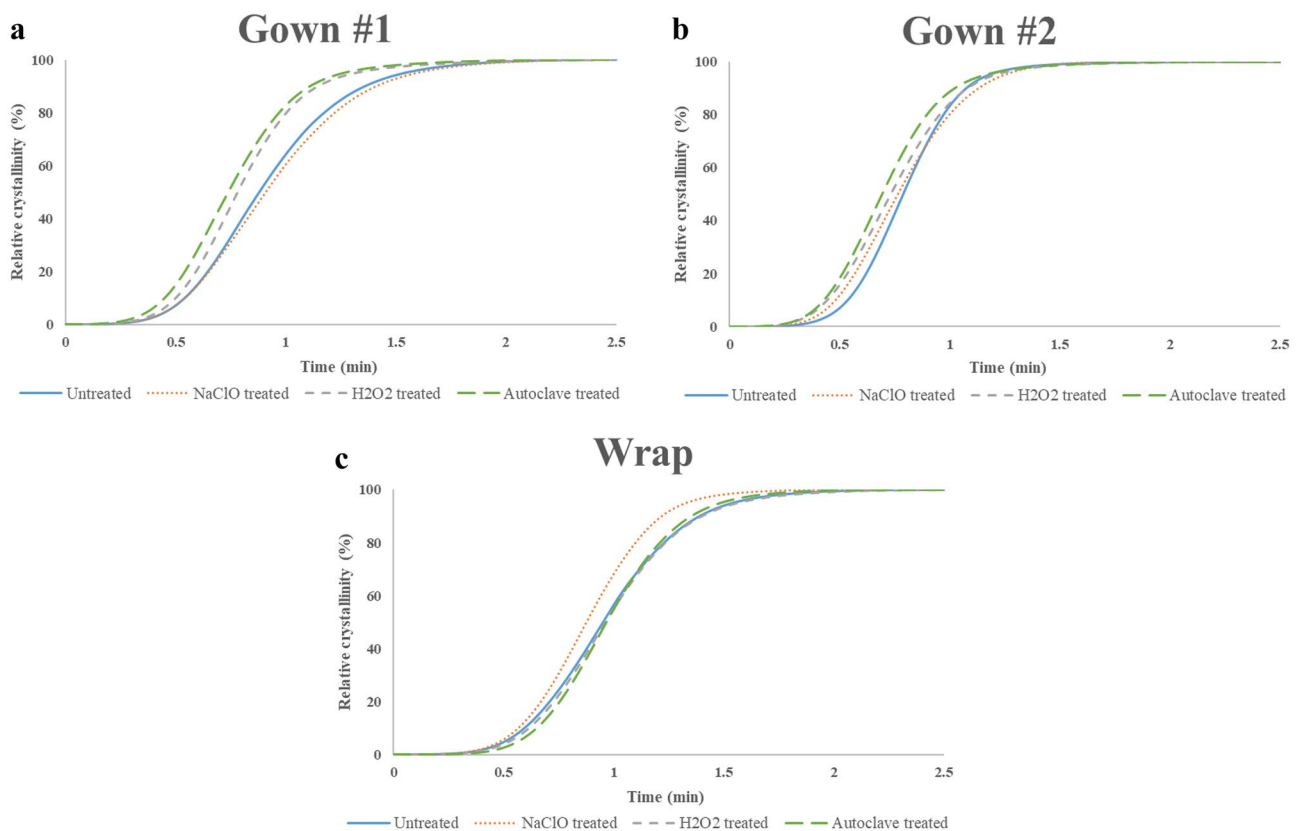 a
Gown #1
Relative crystallinity (%)
100
80
60
40
20
0
0 0.5 1 1.5 2 2.5
Time (min)
Untreated NaClO treated H2O2 treated Autoclave treated
b
Gown #2
Relative crystallinity (%)
100
80
60
40
20
0
0 0.5 1 1.5 2 2.5
Time (min)
Untreated NaClO treated H2O2 treated Autoclave treated
c
Wrap
Relative crystallinity (%)
100
80
60
40
20
0
0 0.5 1 1.5 2 2.5
Time (min)
Untreated NaClO treated H2O2 treated Autoclave treated